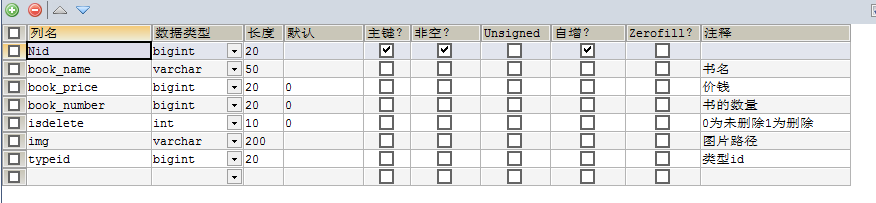 列名 数据类型 长度 默认 主键? 非空? Unsigned 自增? Zerofill? 注释
Nid bigint 20
book_name varchar 50 书名
book_price bigint 20 0 价钱
book_number bigint 20 0 书的数量
isdelete int 10 0 0为未删除1为删除
img varchar 200 图片路径
typeid bigint 20 类型id